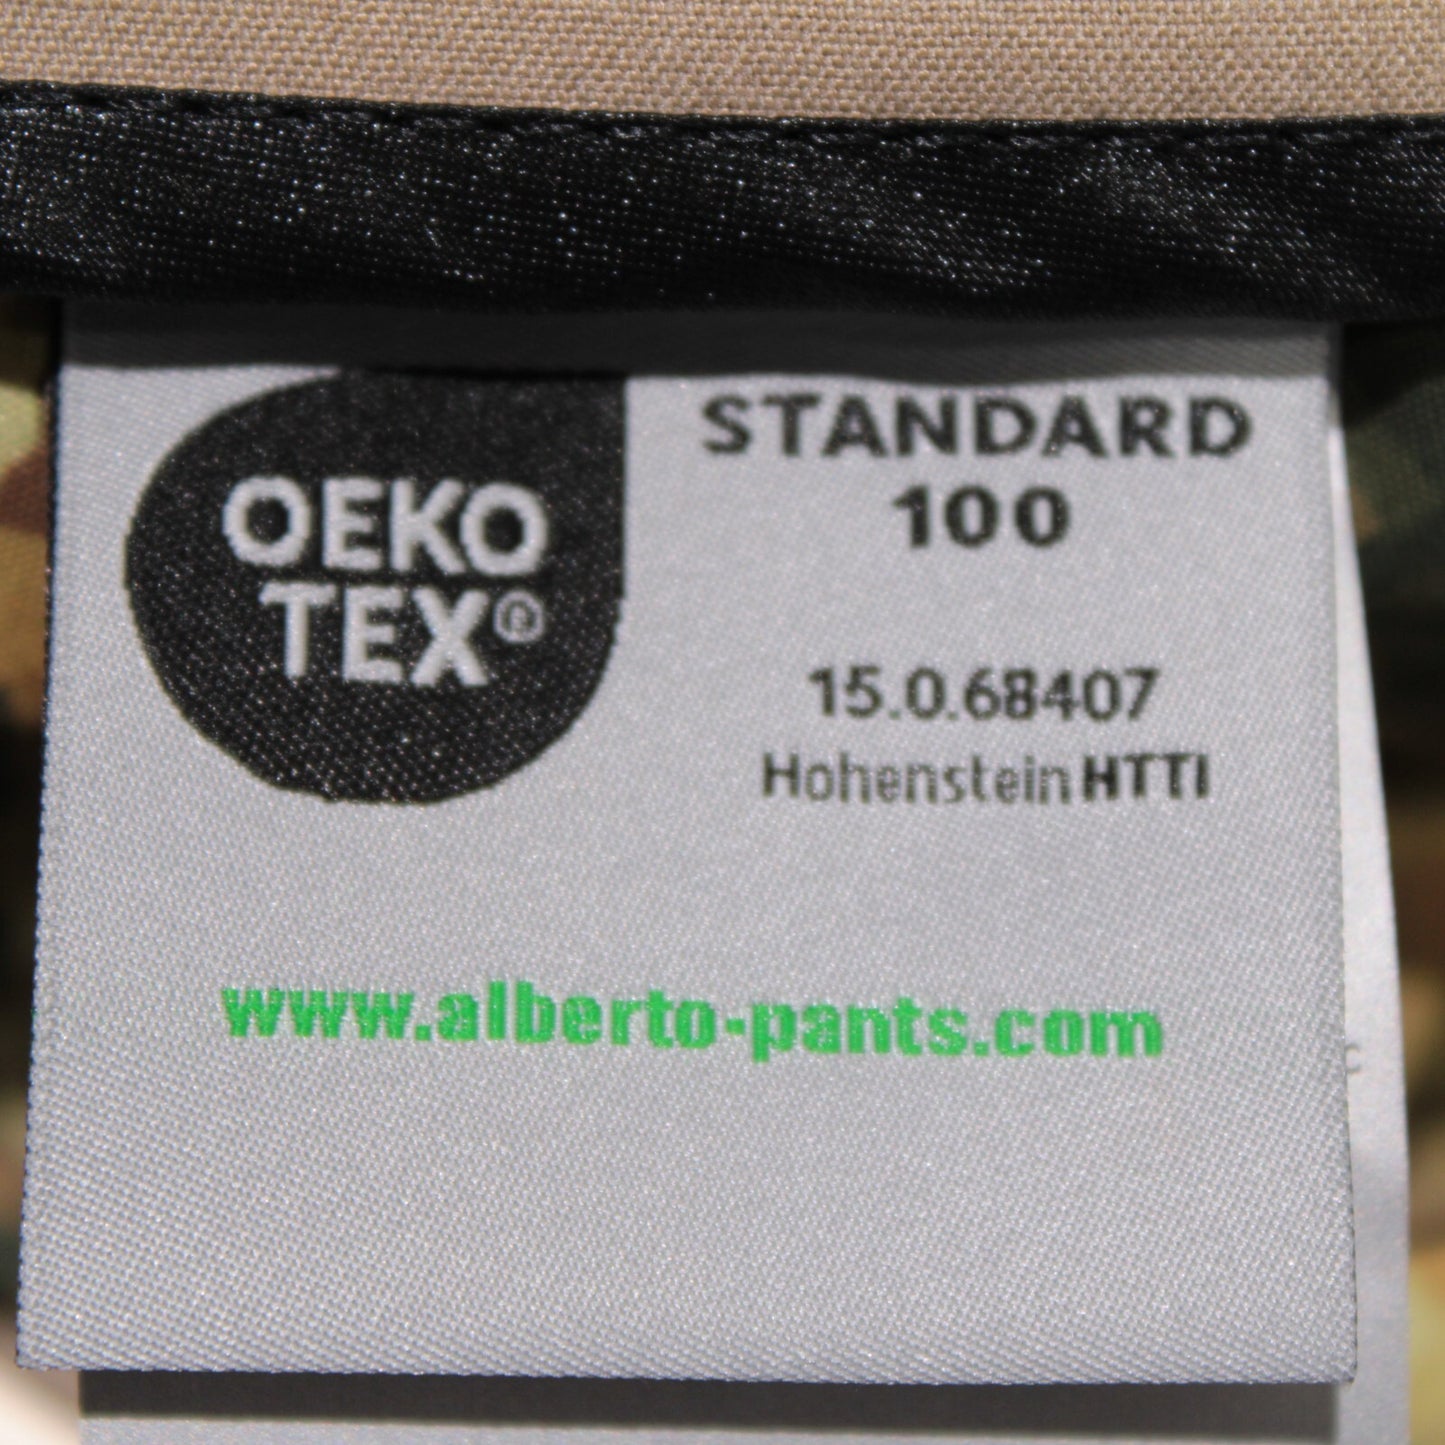 OEKO
TEX®
STANDARD
100
15.0.68407
Hohenstein HTTI
www.alberto-pants.com